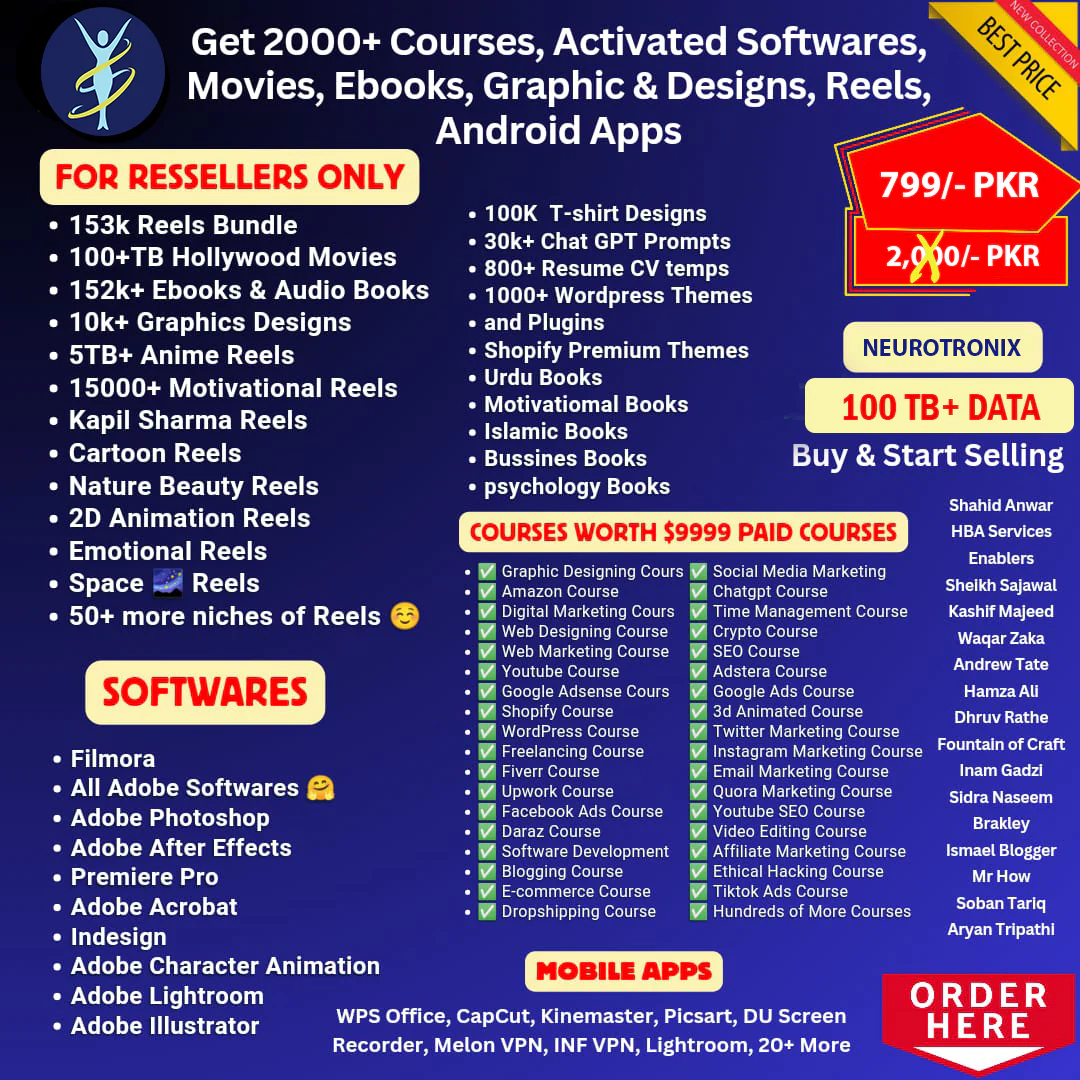 Get 2000+ Courses, Activated Softwares,
Movies, Ebooks, Graphic & Designs, Reels,
Android Apps
NEW COLLECTION
BEST PRICE
799/- PKR
2,000/- PKR
FOR RESSELLERS ONLY
• 153k Reels Bundle
• 100+TB Hollywood Movies
• 152k+ Ebooks & Audio Books
• 10k+ Graphics Designs
• 5TB+ Anime Reels
• 15000+ Motivational Reels
• Kapil Sharma Reels
• Cartoon Reels
• Nature Beauty Reels
• 2D Animation Reels
• Emotional Reels
• Space 🌌 Reels
• 50+ more niches of Reels ☺️
• 100K T-shirt Designs
• 30k+ Chat GPT Prompts
• 800+ Resume CV temps
• 1000+ Wordpress Themes
• and Plugins
• Shopify Premium Themes
• Urdu Books
• Motivatiomal Books
• Islamic Books
• Bussines Books
• psychology Books
NEUROTRONIX
100 TB+ DATA
Buy & Start Selling
SOFTWARES
• Filmora
• All Adobe Softwares 🤗
• Adobe Photoshop
• Adobe After Effects
• Premiere Pro
• Adobe Acrobat
• Indesign
• Adobe Character Animation
• Adobe Lightroom
• Adobe Illustrator
COURSES WORTH $9999 PAID COURSES
• ✅ Graphic Designing Cours ✅ Social Media Marketing
• ✅ Amazon Course ✅ Chatgpt Course
• ✅ Digital Marketing Cours ✅ Time Management Course
• ✅ Web Designing Course ✅ Crypto Course
• ✅ Web Marketing Course ✅ SEO Course
• ✅ Youtube Course ✅ Adstera Course
• ✅ Google Adsense Cours ✅ Google Ads Course
• ✅ Shopify Course ✅ 3d Animated Course
• ✅ WordPress Course ✅ Twitter Marketing Course
• ✅ Freelancing Course ✅ Instagram Marketing Course
• ✅ Fiverr Course ✅ Email Marketing Course
• ✅ Upwork Course ✅ Quora Marketing Course
• ✅ Facebook Ads Course ✅ Youtube SEO Course
• ✅ Daraz Course ✅ Video Editing Course
• ✅ Software Development ✅ Affiliate Marketing Course
• ✅ Blogging Course ✅ Ethical Hacking Course
• ✅ E-commerce Course ✅ Tiktok Ads Course
• ✅ Dropshipping Course ✅ Hundreds of More Courses
Shahid Anwar
HBA Services
Enablers
Sheikh Sajawal
Kashif Majeed
Waqar Zaka
Andrew Tate
Hamza Ali
Dhruv Rathe
Fountain of Craft
Inam Gadzi
Sidra Naseem
Brakley
Ismael Blogger
Mr How
Soban Tariq
Aryan Tripathi
MOBILE APPS
WPS Office, CapCut, Kinemaster, Picsart, DU Screen
Recorder, Melon VPN, INF VPN, Lightroom, 20+ More
ORDER
HERE